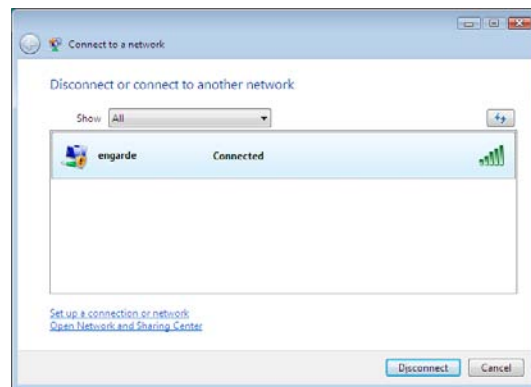 Connect to a network
Disconnect or connect to another network
Show All
engarde Connected
Set up a connection or network
Open Network and Sharing Center
Disconnect Cancel